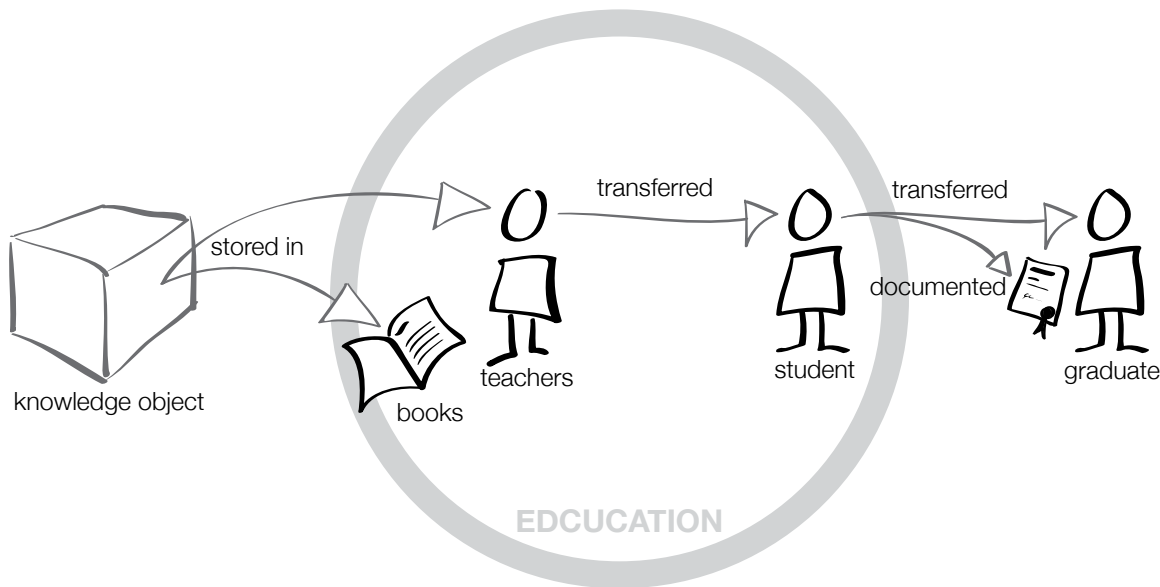 transferred
transferred
stored in
documented
teachers
student
graduate
knowledge object
books
EDCUCATION